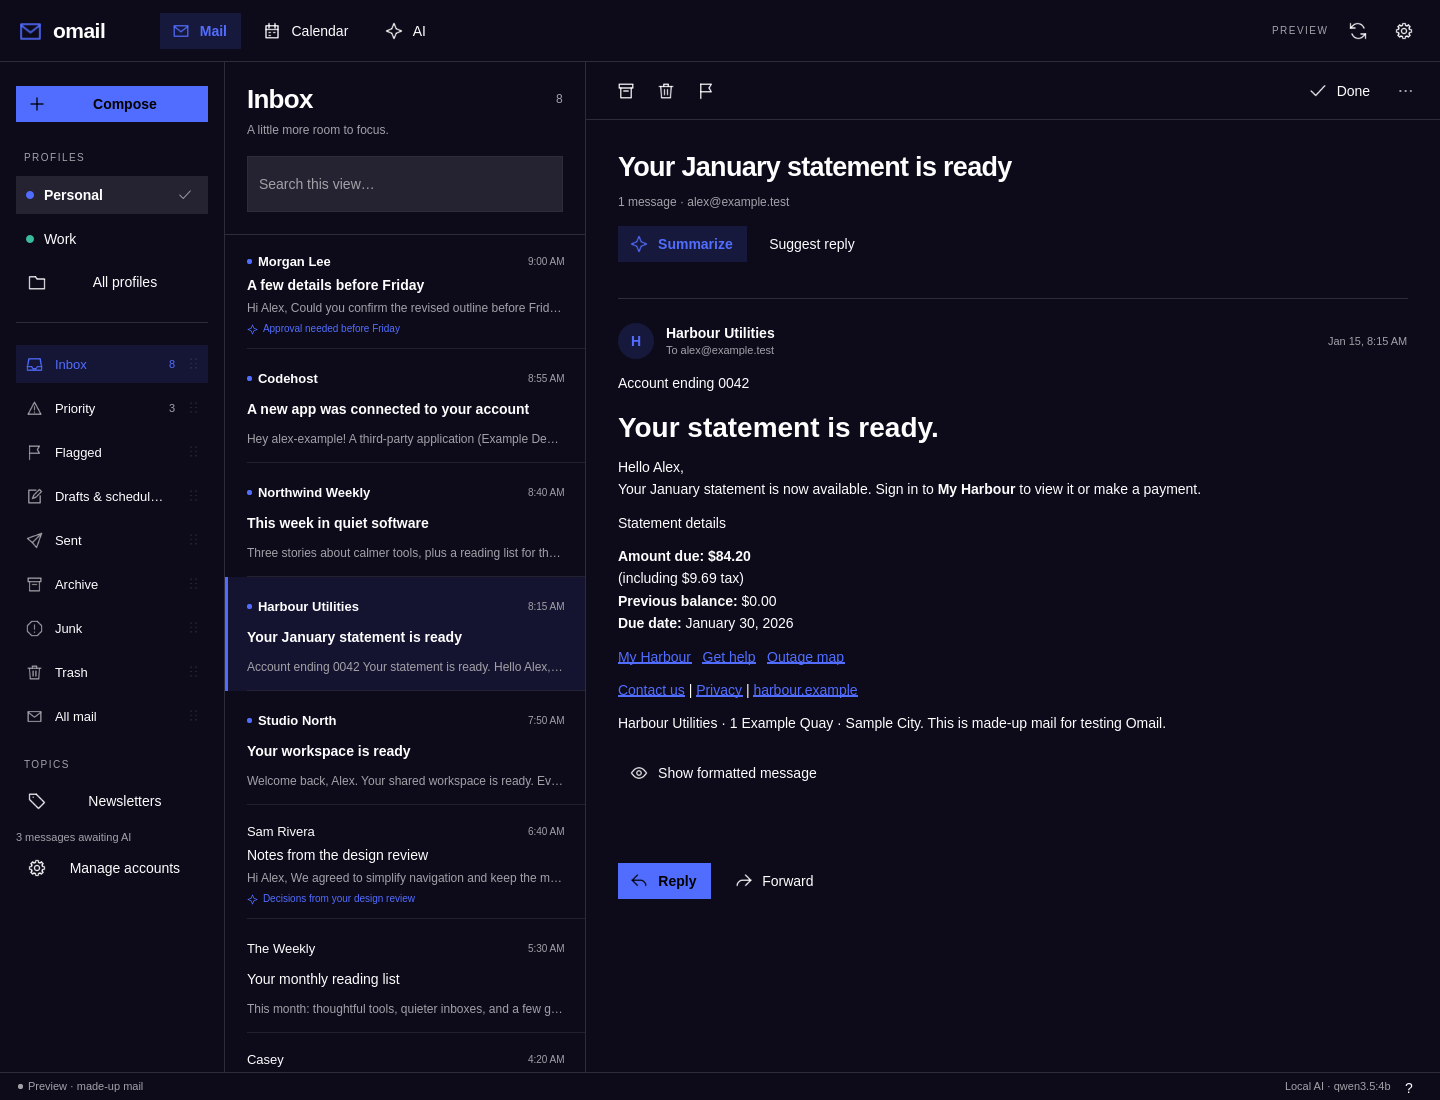 omail
Mail
Calendar
AI
PREVIEW
Compose
PROFILES
Personal
Work
All profiles
Inbox 8
Priority 3
Flagged
Drafts & schedul…
Sent
Archive
Junk
Trash
All mail
TOPICS
Newsletters
3 messages awaiting AI
Manage accounts
Inbox 8
A little more room to focus.
Search this view…
Morgan Lee 9:00 AM
A few details before Friday
Hi Alex, Could you confirm the revised outline before Frid…
Approval needed before Friday
Codehost 8:55 AM
A new app was connected to your account
Hey alex-example! A third-party application (Example De…
Northwind Weekly 8:40 AM
This week in quiet software
Three stories about calmer tools, plus a reading list for th…
Harbour Utilities 8:15 AM
Your January statement is ready
Account ending 0042 Your statement is ready. Hello Alex,…
Studio North 7:50 AM
Your workspace is ready
Welcome back, Alex. Your shared workspace is ready. Ev…
Sam Rivera 6:40 AM
Notes from the design review
Hi Alex, We agreed to simplify navigation and keep the m…
Decisions from your design review
The Weekly 5:30 AM
Your monthly reading list
This month: thoughtful tools, quieter inboxes, and a few g…
Casey 4:20 AM
Done
Your January statement is ready
1 message · alex@example.test
Summarize
Suggest reply
H
Harbour Utilities
To alex@example.test
Jan 15, 8:15 AM
Account ending 0042
Your statement is ready.
Hello Alex,
Your January statement is now available. Sign in to My Harbour to view it or make a payment.
Statement details
Amount due: $84.20
(including $9.69 tax)
Previous balance: $0.00
Due date: January 30, 2026
My Harbour Get help Outage map
Contact us | Privacy | harbour.example
Harbour Utilities · 1 Example Quay · Sample City. This is made-up mail for testing Omail.
Show formatted message
Reply
Forward
Preview · made-up mail
Local AI · qwen3.5:4b ?